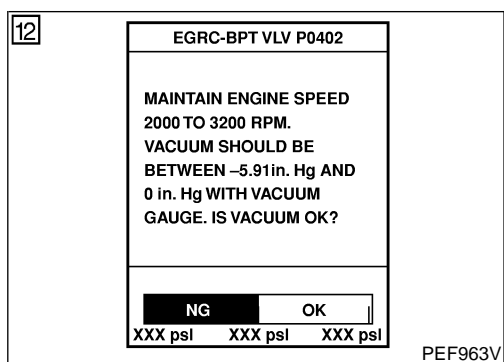 12
EGRC-BPT VLV P0402
MAINTAIN ENGINE SPEED
2000 TO 3200 RPM.
VACUUM SHOULD BE
BETWEEN –5.91in. Hg AND
0 in. Hg WITH VACUUM
GAUGE. IS VACUUM OK?
NG OK
XXX psI XXX psI XXX psI
PEF963V